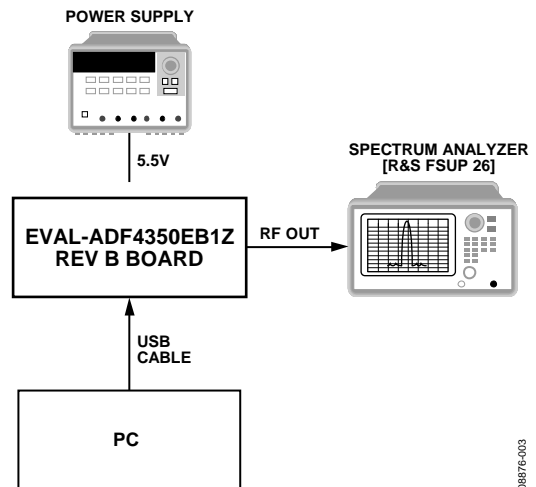 POWER SUPPLY
5.5V
SPECTRUM ANALYZER
[R&S FSUP 26]
EVAL-ADF4350EB1Z
REV B BOARD
RF OUT
USB
CABLE
PC
08876-003